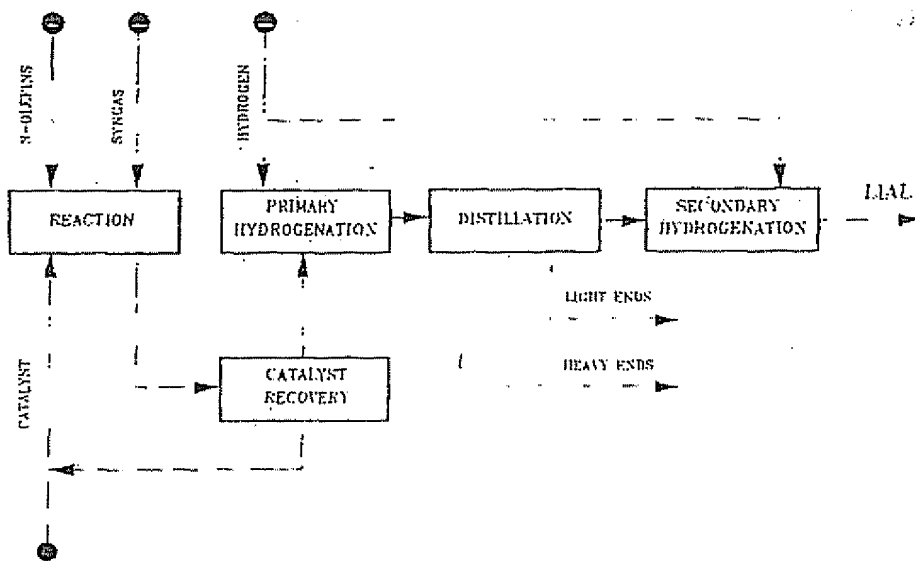 N-OLEFINS
SYNGAS
HYDROGEN
REACTION
PRIMARY
HYDROGENATION
DISTILLATION
SECONDARY
HYDROGENATION
LIAL
LIGHT ENDS
HEAVY ENDS
CATALYST
CATALYST
RECOVERY